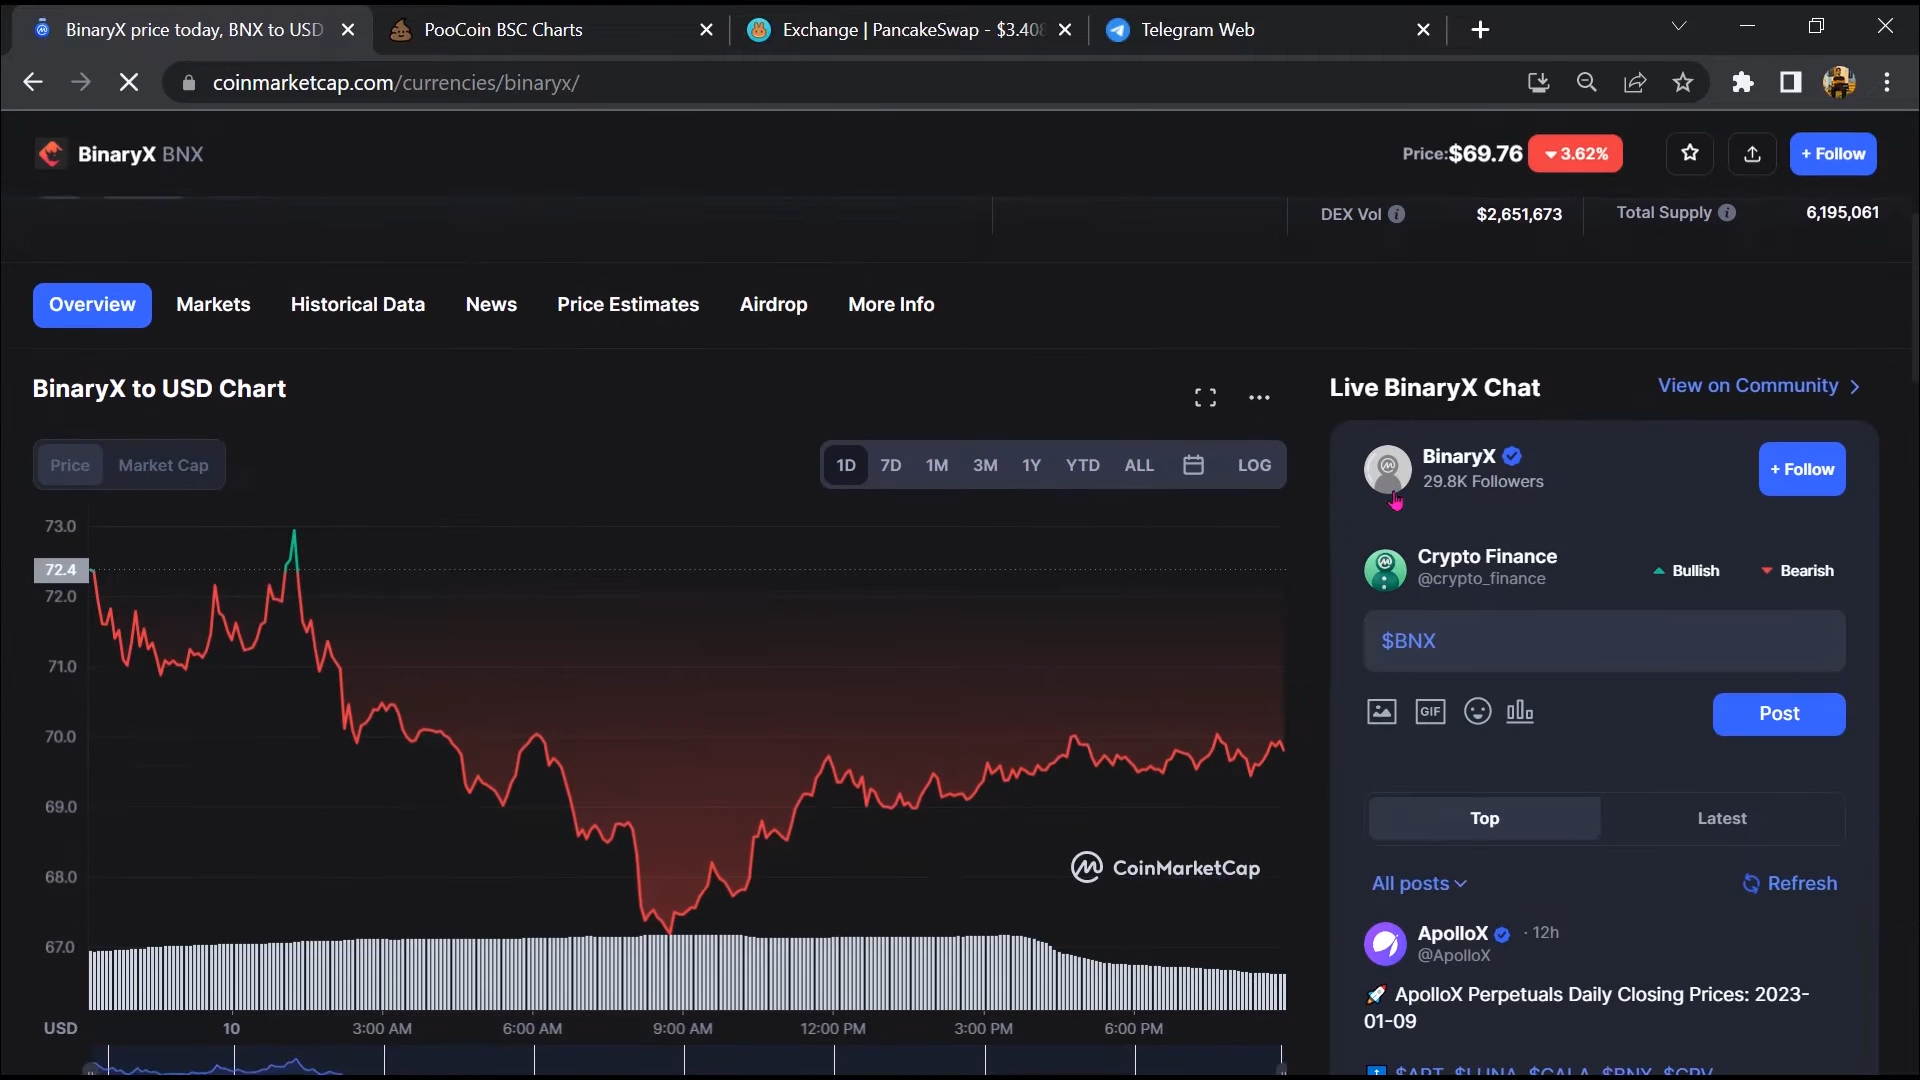 BinaryX price today, BNX to USD
PooCoin BSC Charts
Exchange | PancakeSwap - $3.408
Telegram Web
coinmarketcap.com/currencies/binaryx/
BinaryX BNX
Price:$69.76
3.62%
+ Follow
DEX Vol
$2,651,673
Total Supply
6,195,061
Overview
Markets
Historical Data
News
Price Estimates
Airdrop
More Info
BinaryX to USD Chart
Live BinaryX Chat
View on Community
Price
Market Cap
1D
7D
1M
3M
1Y
YTD
ALL
LOG
BinaryX
29.8K Followers
+ Follow
Crypto Finance
@crypto_finance
Bullish
Bearish
$BNX
GIF
Post
Top
Latest
All posts
Refresh
ApolloX · 12h
@ApolloX
🚀 ApolloX Perpetuals Daily Closing Prices: 2023-
01-09
$APT $LUNA $GALA $BNX $CRV
73.0
72.4
72.0
71.0
70.0
69.0
68.0
67.0
CoinMarketCap
USD
10
3:00 AM
6:00 AM
9:00 AM
12:00 PM
3:00 PM
6:00 PM